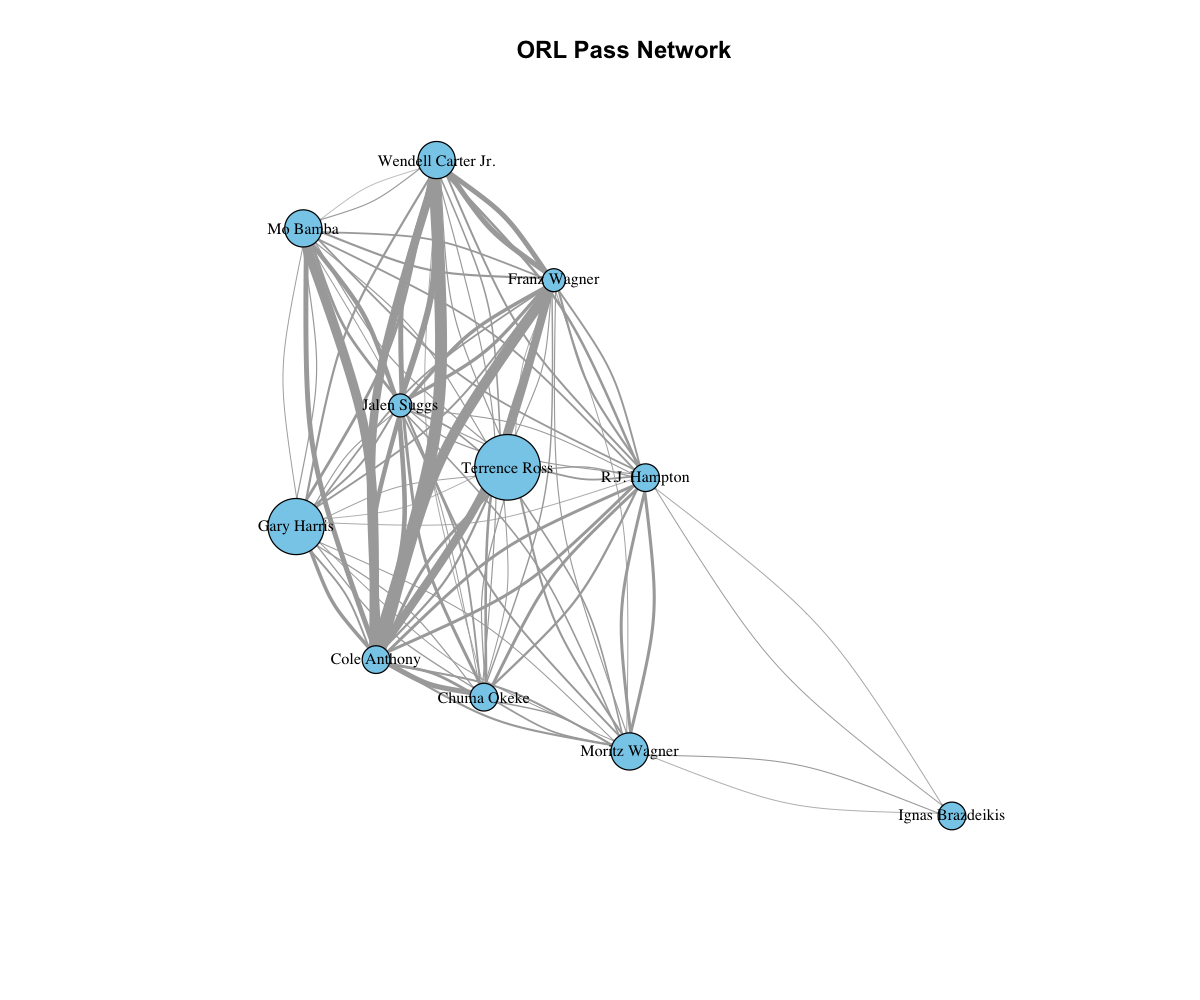 ORL Pass Network
Wendell Carter Jr.
Mo Bamba
Franz Wagner
Jalen Suggs
Terrence Ross
R.J. Hampton
Gary Harris
Cole Anthony
Chuma Okeke
Moritz Wagner
Ignas Brazdeikis